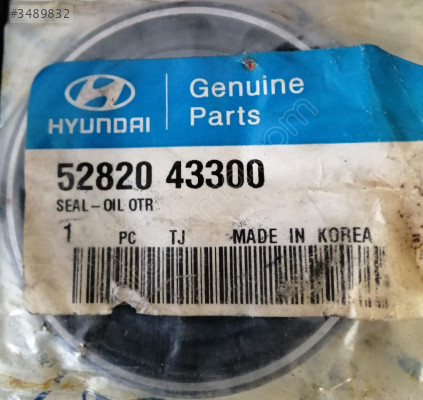 #3489832
Genuine
Parts
HYUNDAI
52820 43300
SEAL-OIL OTR
1 PC TJ MADE IN KOREA